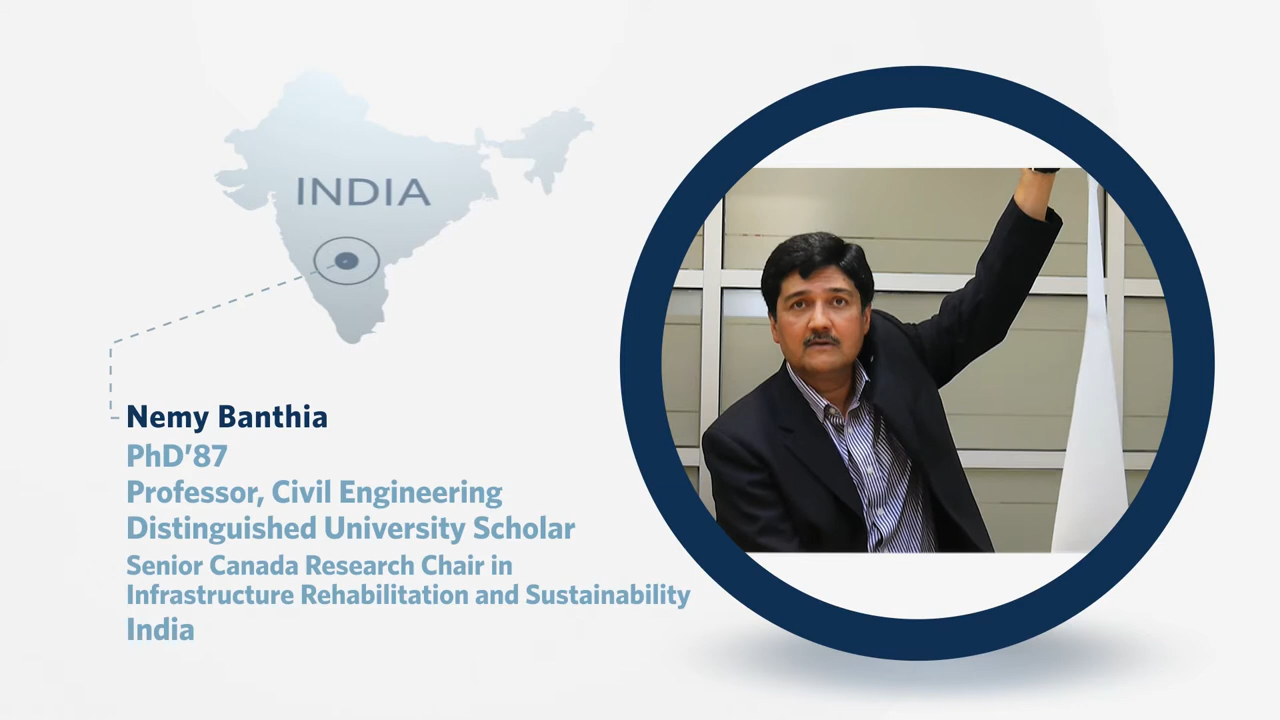 INDIA
Nemy Banthia
PhD'87
Professor, Civil Engineering
Distinguished University Scholar
Senior Canada Research Chair in
Infrastructure Rehabilitation and Sustainability
India